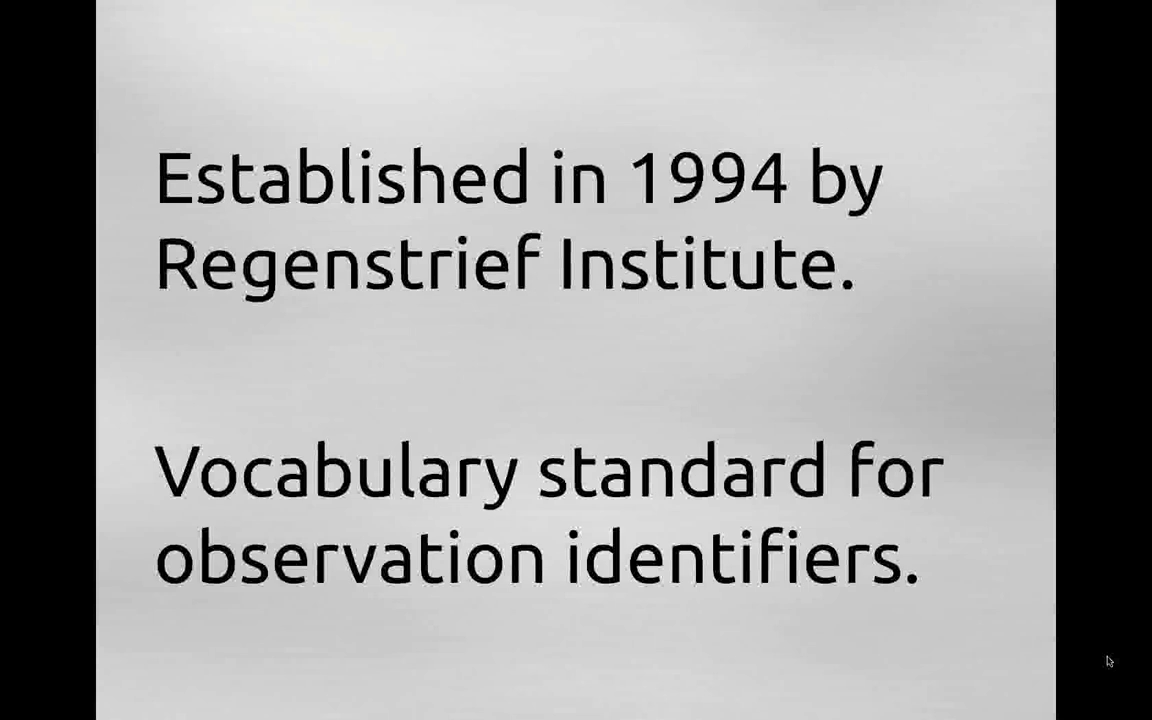 Established in 1994 by
Regenstrief Institute.
Vocabulary standard for
observation identifiers.